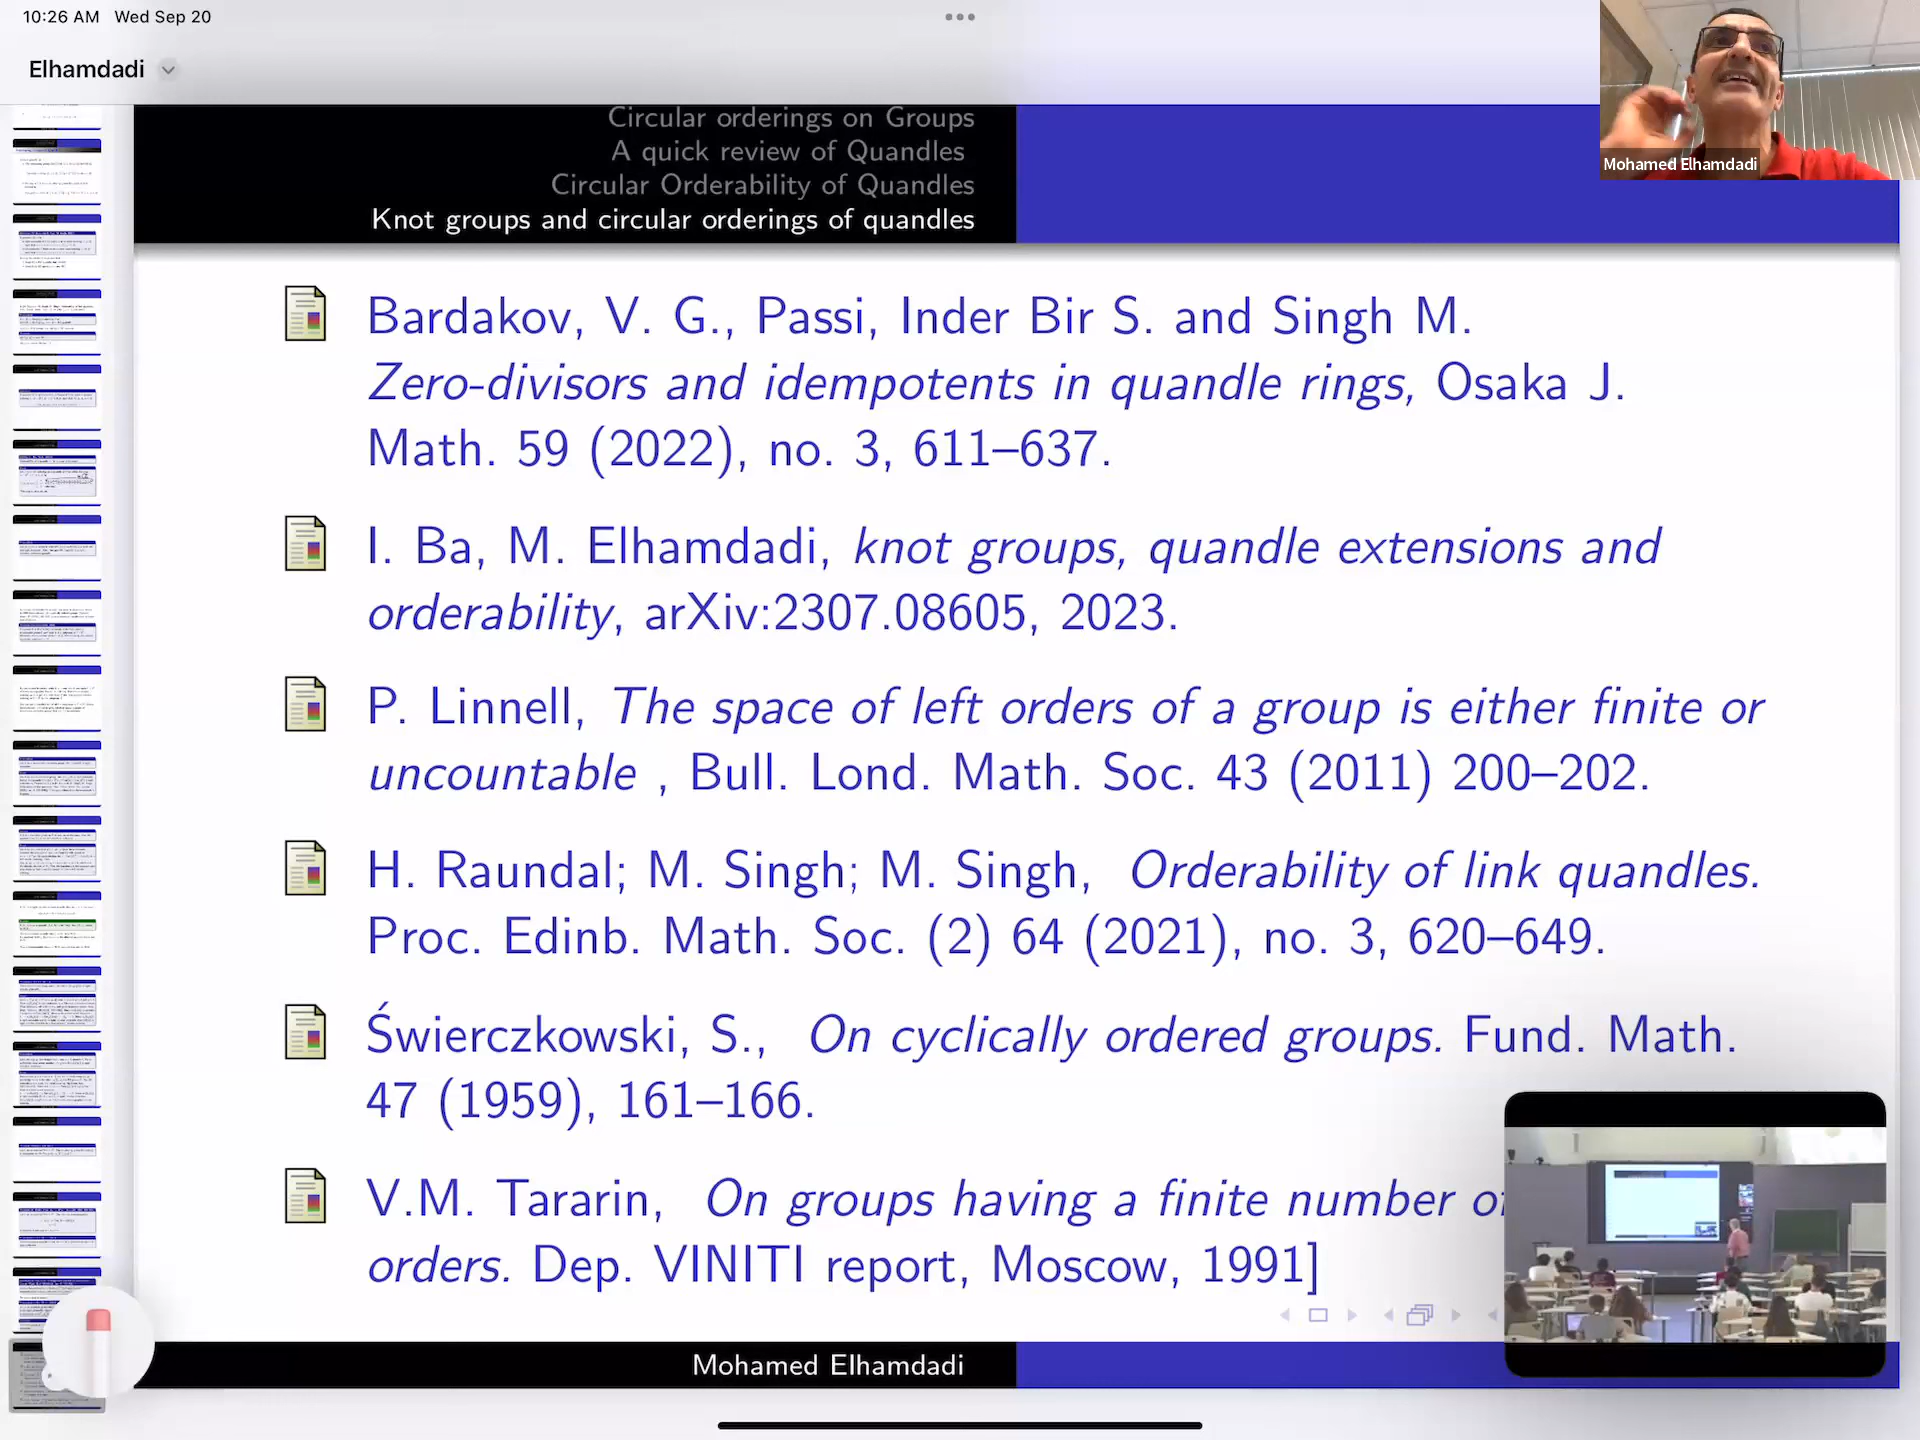 10:26 AM Wed Sep 20
Elhamdadi
Mohamed Elhamdadi
Circular orderings on Groups
A quick review of Quandles
Circular Orderability of Quandles
Knot groups and circular orderings of quandles
Bardakov, V. G., Passi, Inder Bir S. and Singh M.
Zero-divisors and idempotents in quandle rings, Osaka J.
Math. 59 (2022), no. 3, 611–637.
I. Ba, M. Elhamdadi, knot groups, quandle extensions and
orderability, arXiv:2307.08605, 2023.
P. Linnell, The space of left orders of a group is either finite or
uncountable , Bull. Lond. Math. Soc. 43 (2011) 200–202.
H. Raundal; M. Singh; M. Singh, Orderability of link quandles.
Proc. Edinb. Math. Soc. (2) 64 (2021), no. 3, 620–649.
Świerczkowski, S., On cyclically ordered groups. Fund. Math.
47 (1959), 161–166.
V.M. Tararin, On groups having a finite number
orders. Dep. VINITI report, Moscow, 1991]
Mohamed Elhamdadi